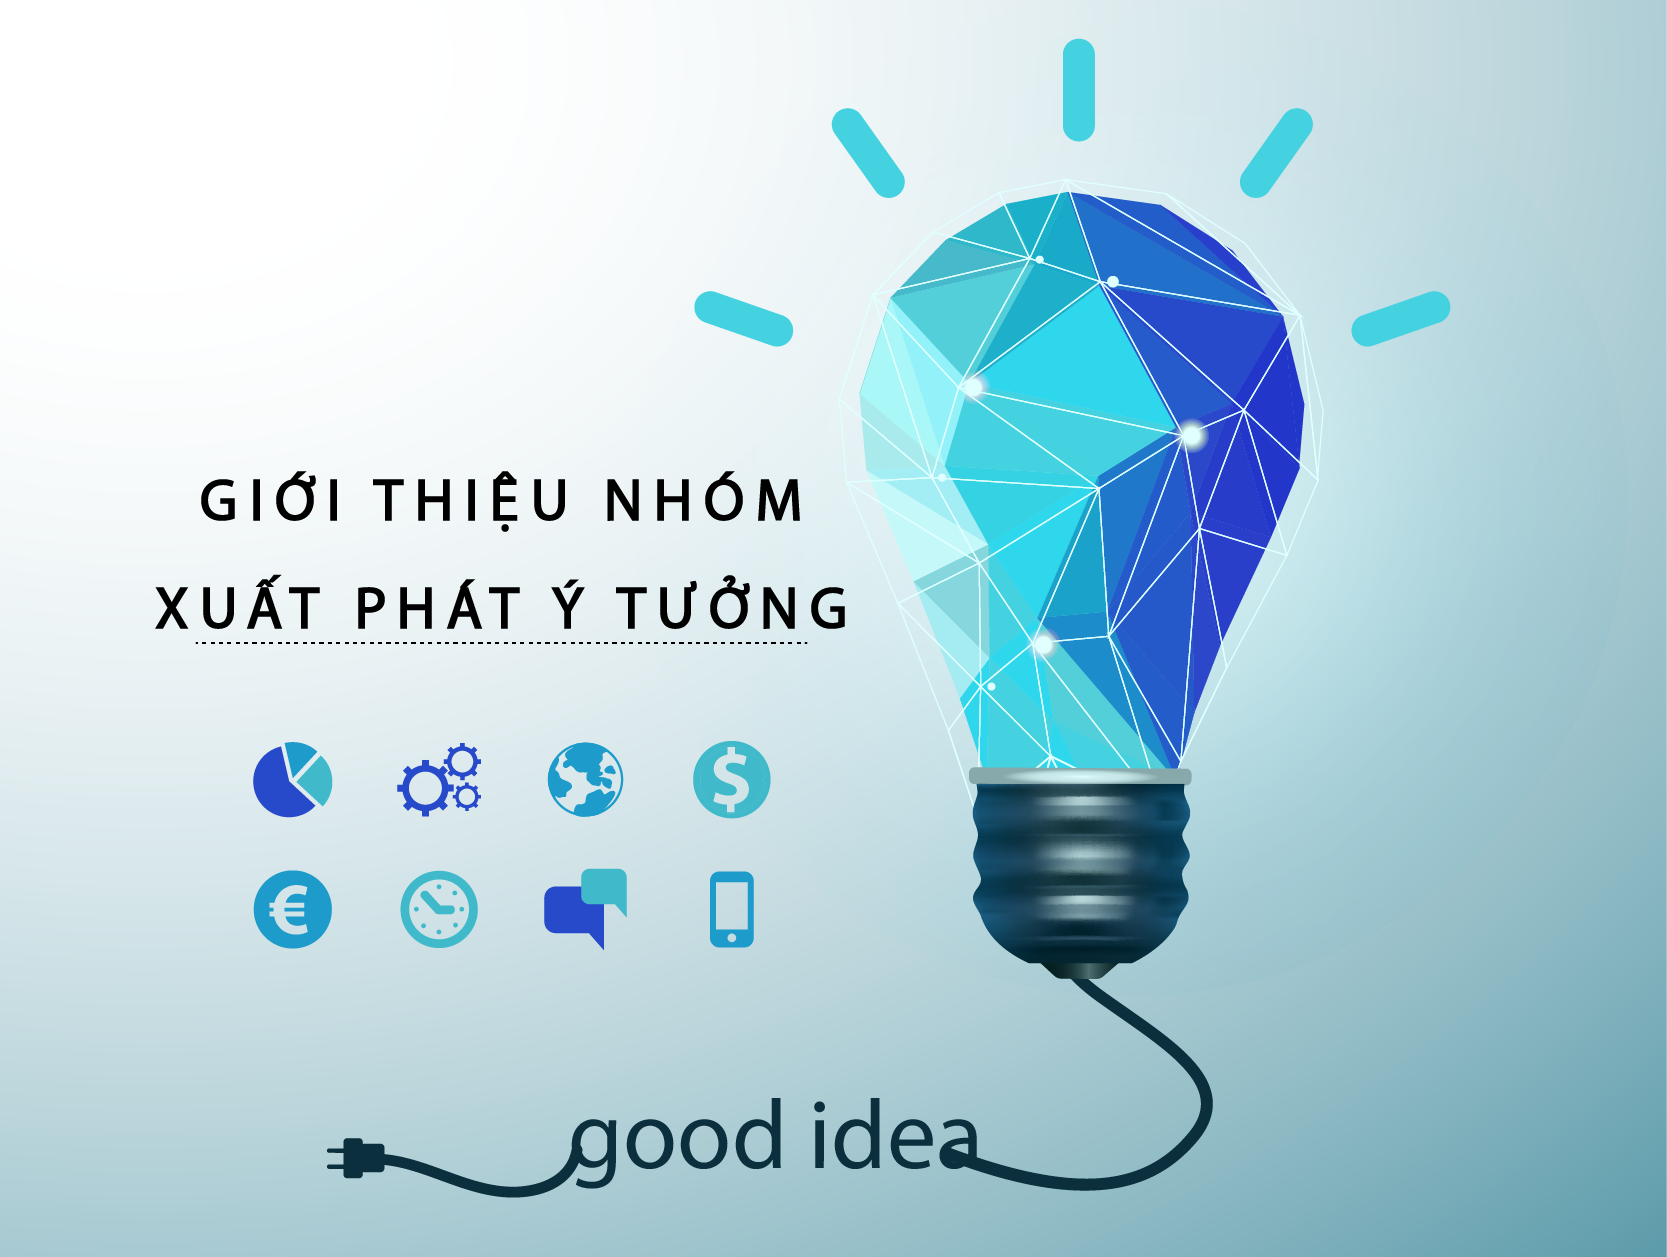 GIỚI THIỆU NHÓM
XUẤT PHÁT Ý TƯỞNG
$
€
good idea